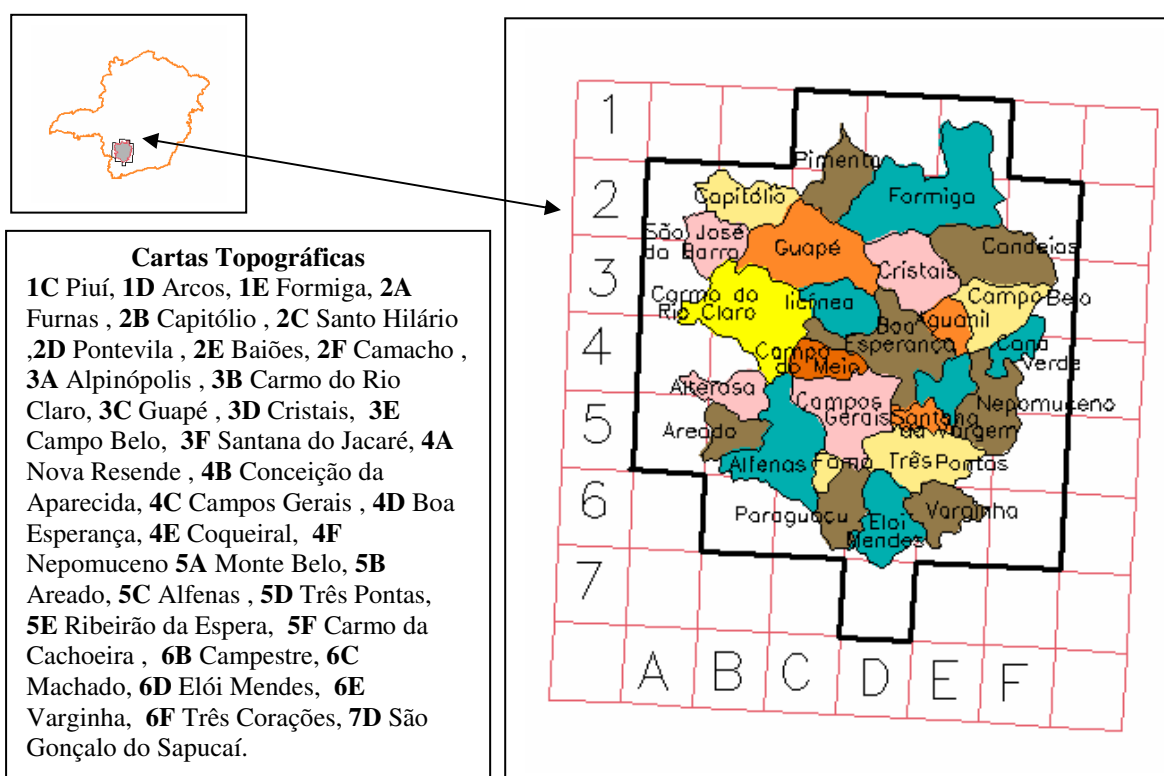 Cartas Topográficas
1C Piuí, 1D Arcos, 1E Formiga, 2A
Furnas , 2B Capitólio , 2C Santo Hilário
,2D Pontevila , 2E Baiões, 2F Camacho ,
3A Alpinópolis , 3B Carmo do Rio
Claro, 3C Guapé , 3D Cristais, 3E
Campo Belo, 3F Santana do Jacaré, 4A
Nova Resende , 4B Conceição da
Aparecida, 4C Campos Gerais , 4D Boa
Esperança, 4E Coqueiral, 4F
Nepomuceno 5A Monte Belo, 5B
Areado, 5C Alfenas , 5D Três Pontas,
5E Ribeirão da Espera, 5F Carmo da
Cachoeira , 6B Campestre, 6C
Machado, 6D Elói Mendes, 6E
Varginha, 6F Três Corações, 7D São
Gonçalo do Sapucaí.
1
2
3
4
5
6
7
A B C D E F
Pimenta
Formiga
Capitólio
São José
da Barra
Guapé
Candeias
Cristais
Carmo do
Rio Claro
Ilicínea
Campo Belo
Boa
Esperança
Aguanil
Cana
Verde
Campo
do Meio
Alterosa
Campos
Gerais
Santana
da Vargem
Nepomuceno
Areado
Alfenas
Fama
Três Pontas
Paraguaçu
Elói
Mendes
Varginha